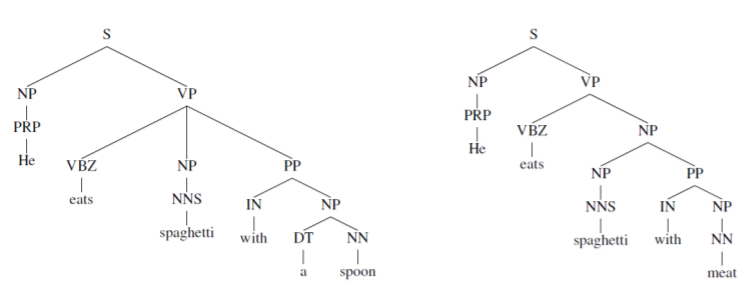 S
NP VP
PRP
He VBZ NP PP
eats NNS IN NP
spaghetti with DT NN
a spoon
S
NP VP
PRP VBZ NP
He eats NP PP
NNS IN NP
spaghetti with NN
meat